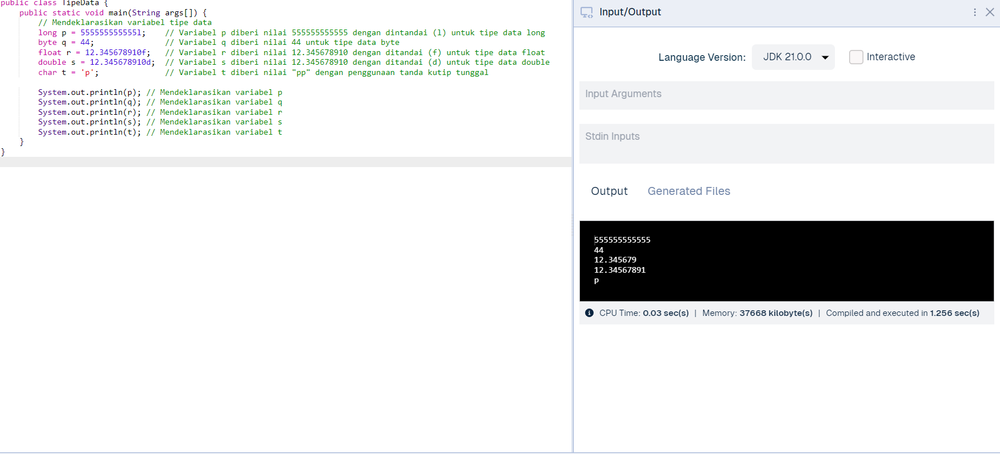 public class TipeData {
    public static void main(String args[]) {
        // Mendeklarasikan variabel tipe data
        long p = 555555555555l;    // Variabel p diberi nilai 555555555555 dengan dintandai (l) untuk tipe data long
        byte q = 44;               // Variabel q diberi nilai 44 untuk tipe data byte
        float r = 12.345678910f;   // Variabel r diberi nilai 12.345678910 dengan ditandai (f) untuk tipe data float
        double s = 12.345678910d;  // Variabel s diberi nilai 12.345678910 dengan ditandai (d) untuk tipe data double
        char t = 'p';              // Variabel t diberi nilai "pp" dengan penggunaan tanda kutip tunggal
        System.out.println(p); // Mendeklarasikan variabel p
        System.out.println(q); // Mendeklarasikan variabel q
        System.out.println(r); // Mendeklarasikan variabel r
        System.out.println(s); // Mendeklarasikan variabel s
        System.out.println(t); // Mendeklarasikan variabel t
    }
}
Input/Output
Language Version: JDK 21.0.0 Interactive
Input Arguments
Stdin Inputs
Output Generated Files
555555555555
44
12.345679
12.34567891
p
CPU Time: 0.03 sec(s) | Memory: 37668 kilobyte(s) | Compiled and executed in 1.256 sec(s)